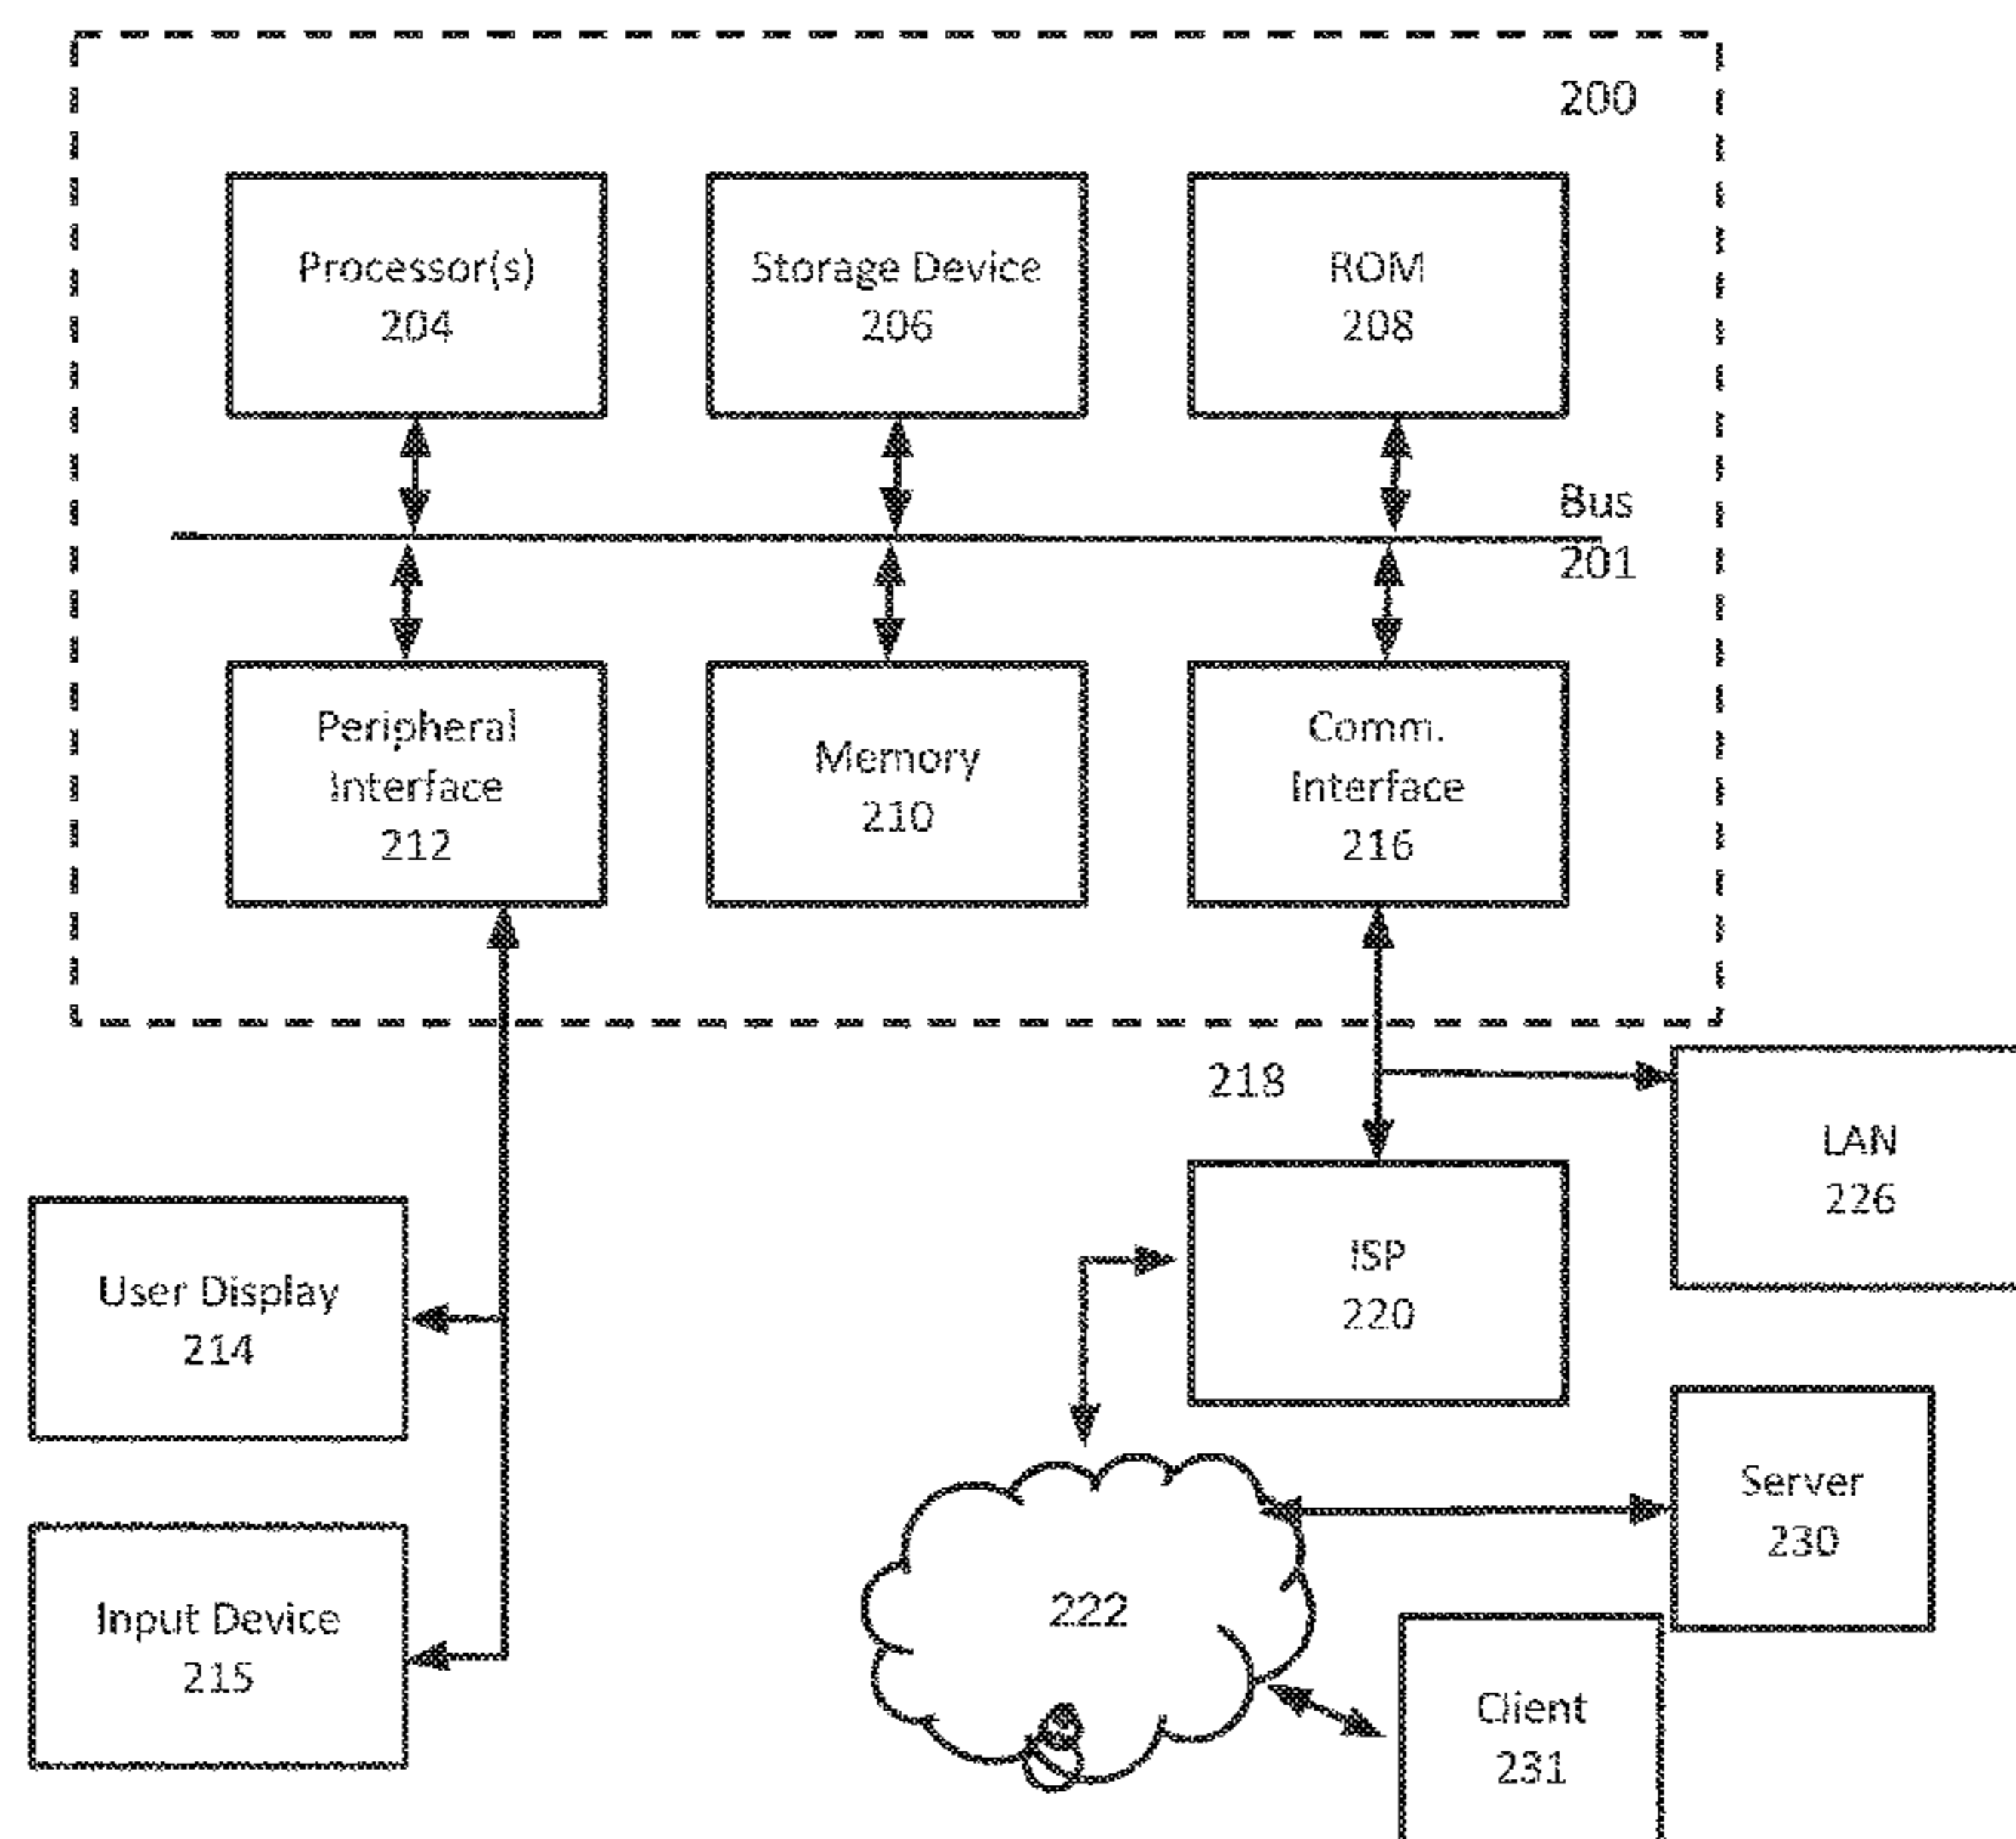 200
Processor(s)
204
Storage Device
206
ROM
208
Bus
201
Peripheral
Interface
212
Memory
210
Comm.
Interface
216
218
LAN
226
User Display
214
ISP
220
Server
230
Input Device
215
222
Client
231